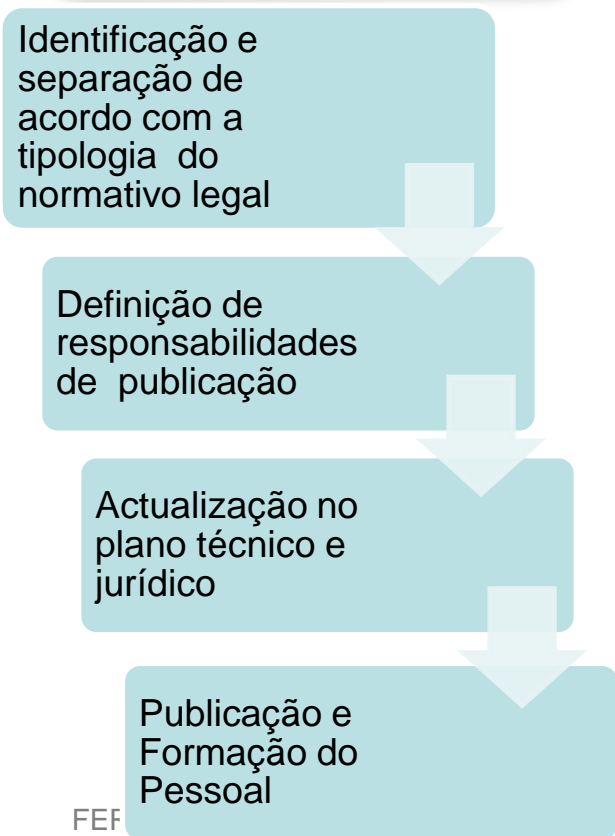 Identificação e
separação de
acordo com a
tipologia do
normativo legal
Definição de
responsabilidades
de publicação
Actualização no
plano técnico e
jurídico
Publicação e
Formação do
Pessoal